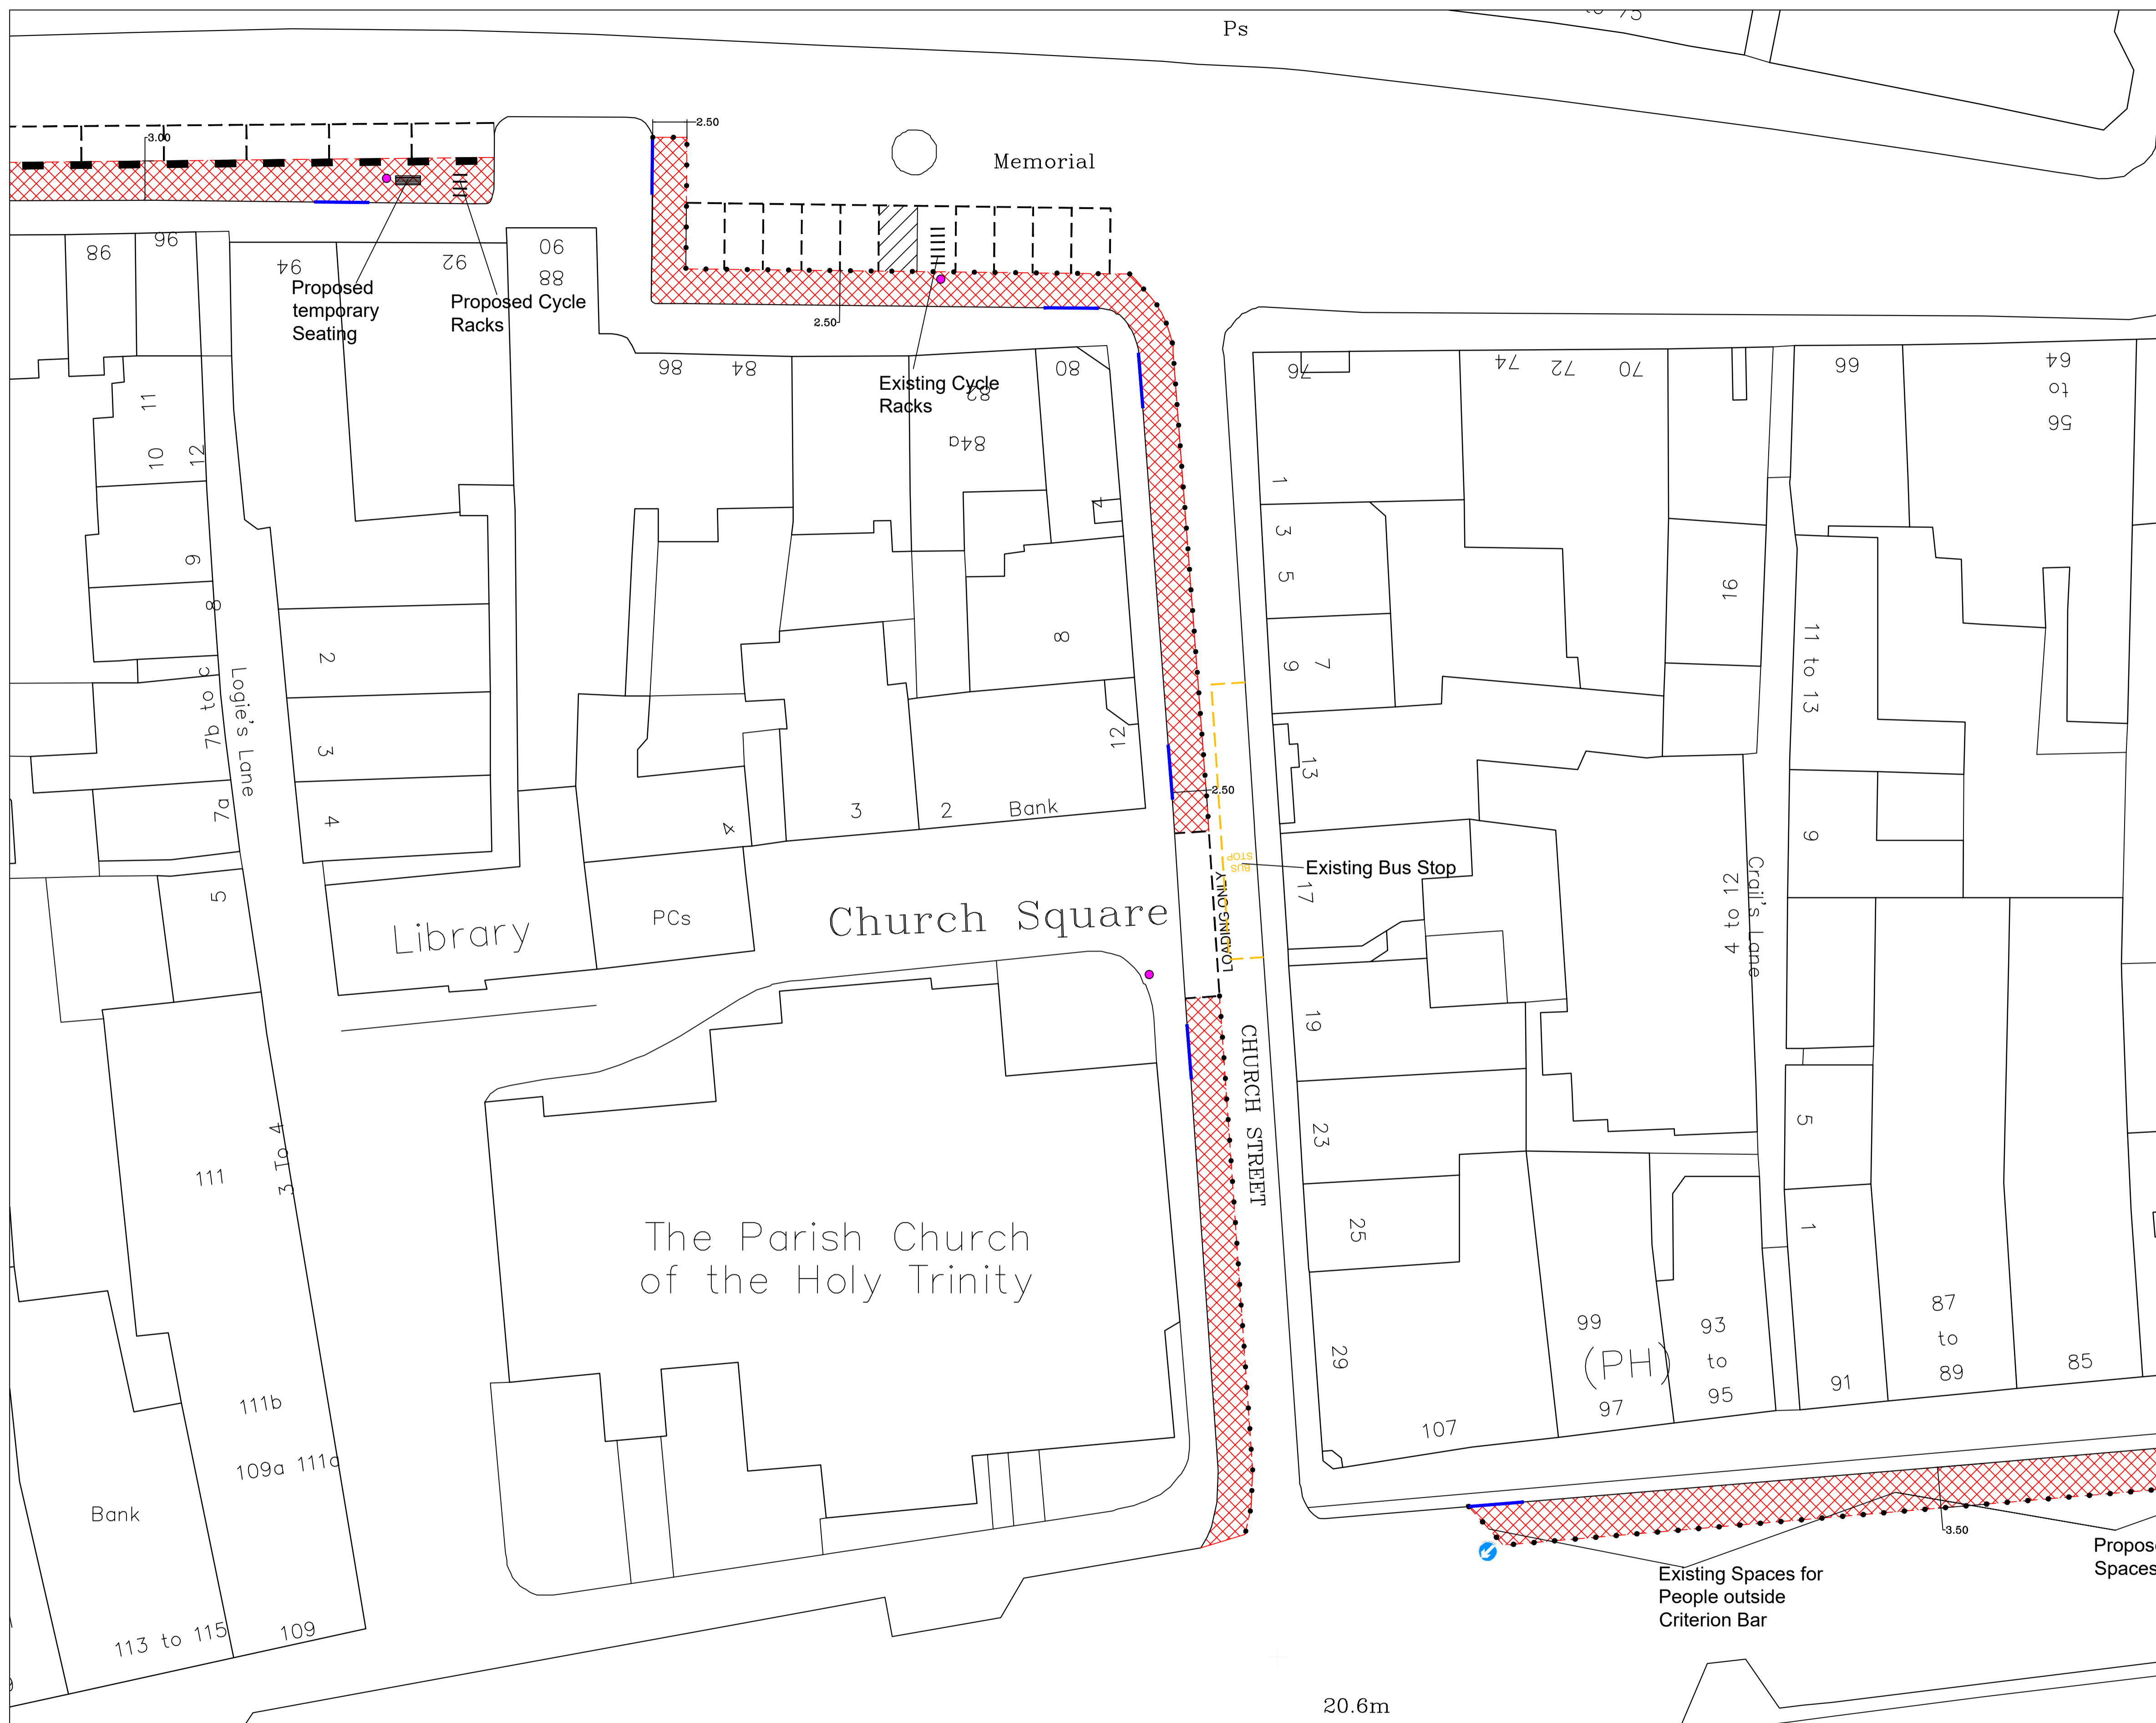 Ps
3.00
2.50
Memorial
98
96
94
92
90
88
Proposed
temporary
Seating
Proposed Cycle
Racks
2.50
86
84
Existing Cycle
Racks
82
80
84a
76
74
72
70
66
64
to
56
11
10
12
9
8
4
1
3
5
8
16
7b to c
Logie's Lane
2
3
4
7a
9
7
11 to 13
12
13
2.50
4
3
2
Bank
BUS
STOP
Existing Bus Stop
LOADING ONLY
5
Library
PCs
Church Square
17
9
4 to 12
Crail's Lane
19
CHURCH STREET
23
5
111
3 To 4
The Parish Church
of the Holy Trinity
25
1
29
99
(PH)
97
93
to
95
87
to
89
91
85
107
111b
109a
Bank
113 to 115
109
3.50
Existing Spaces for
People outside
Criterion Bar
Spaces
20.6m